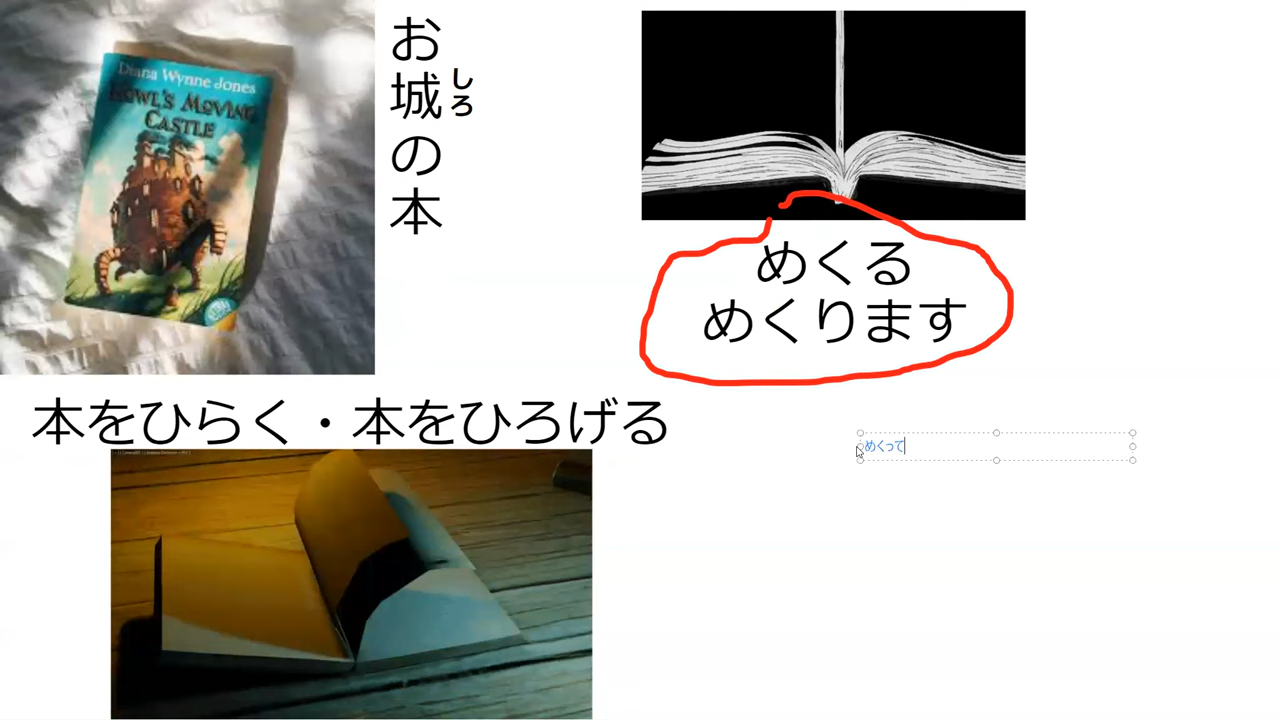 Diana Wynne Jones
HOWL'S MOVING
CASTLE
お城の本
しろ
めくる
めくります
本をひらく・本をひろげる
めくって